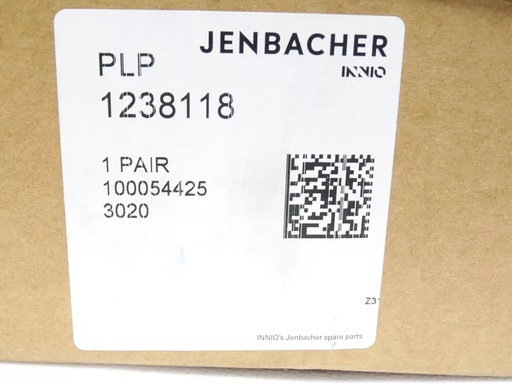 JENBACHER
INNIO
PLP
1238118
1 PAIR
100054425
3020
INNIO's Jenbacher spare parts